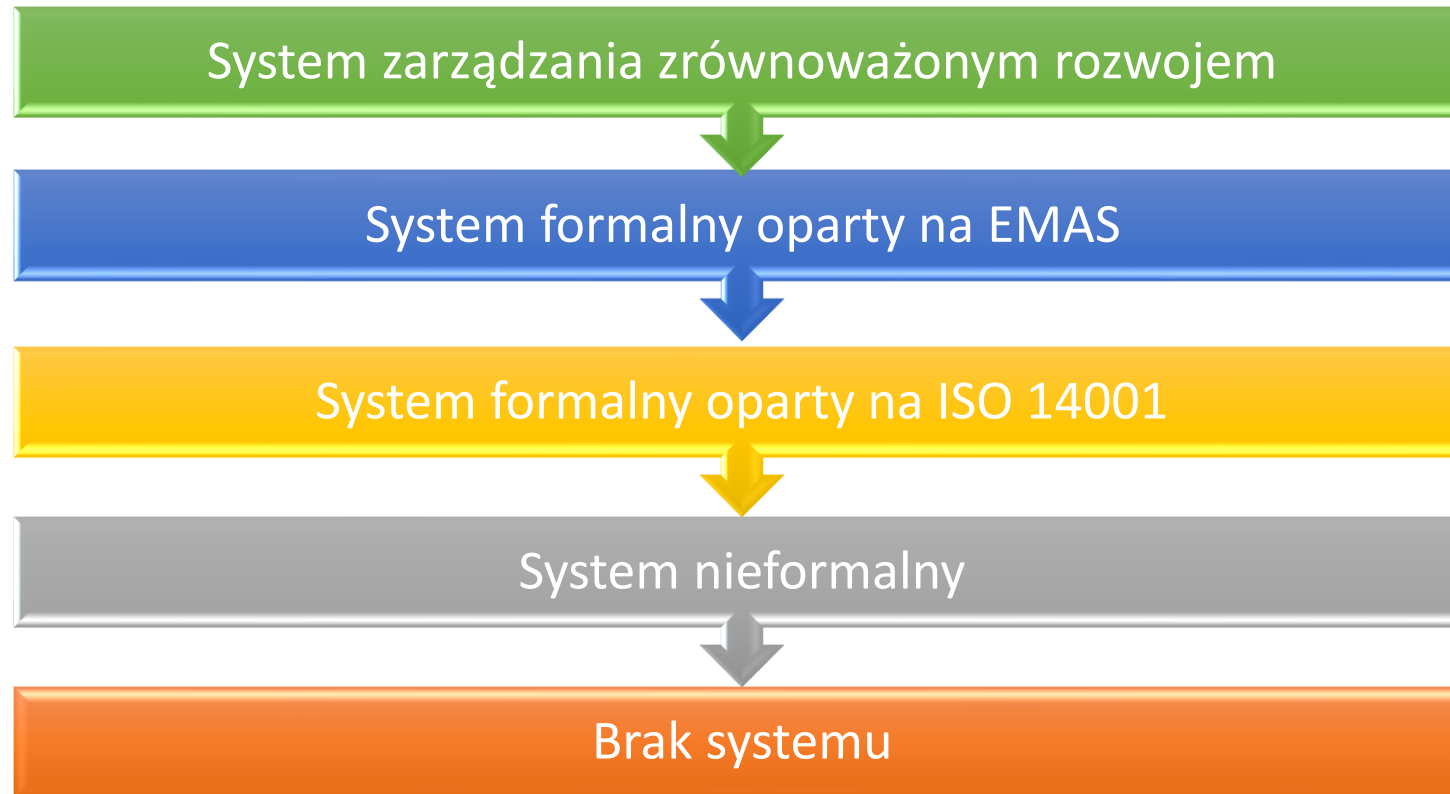 System zarządzania zrównoważonym rozwojem
System formalny oparty na EMAS
System formalny oparty na ISO 14001
System nieformalny
Brak systemu